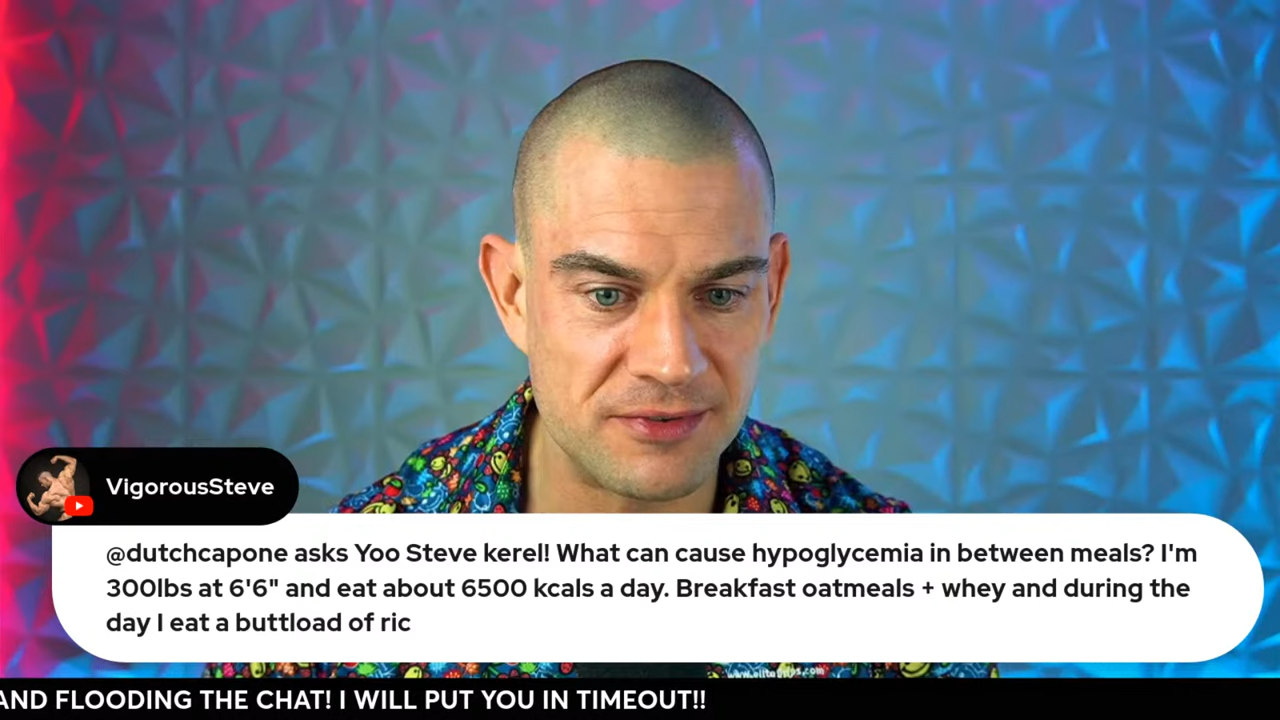 VigorousSteve
@dutchcapone asks Yoo Steve kerel! What can cause hypoglycemia in between meals? I'm
300lbs at 6'6" and eat about 6500 kcals a day. Breakfast oatmeals + whey and during the
day I eat a buttload of ric
AND FLOODING THE CHAT! I WILL PUT YOU IN TIMEOUT!!